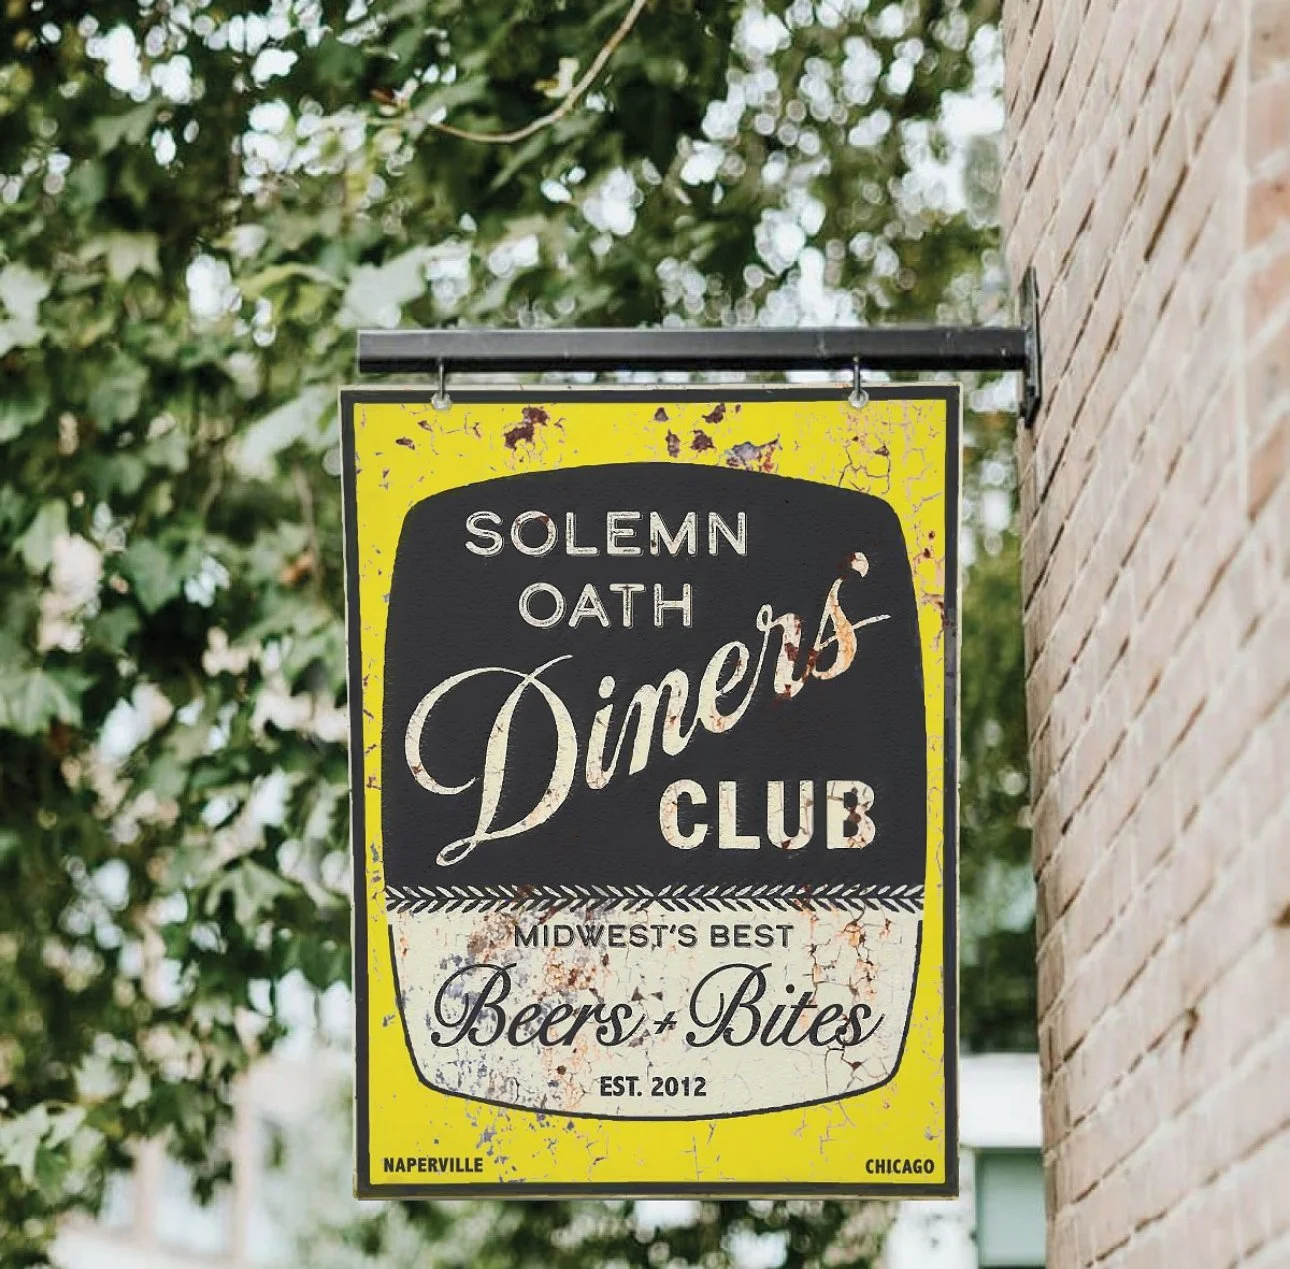 SOLEMN
OATH
Diners'
CLUB
MIDWEST'S BEST
Beers + Bites
EST. 2012
NAPERVILLE
CHICAGO